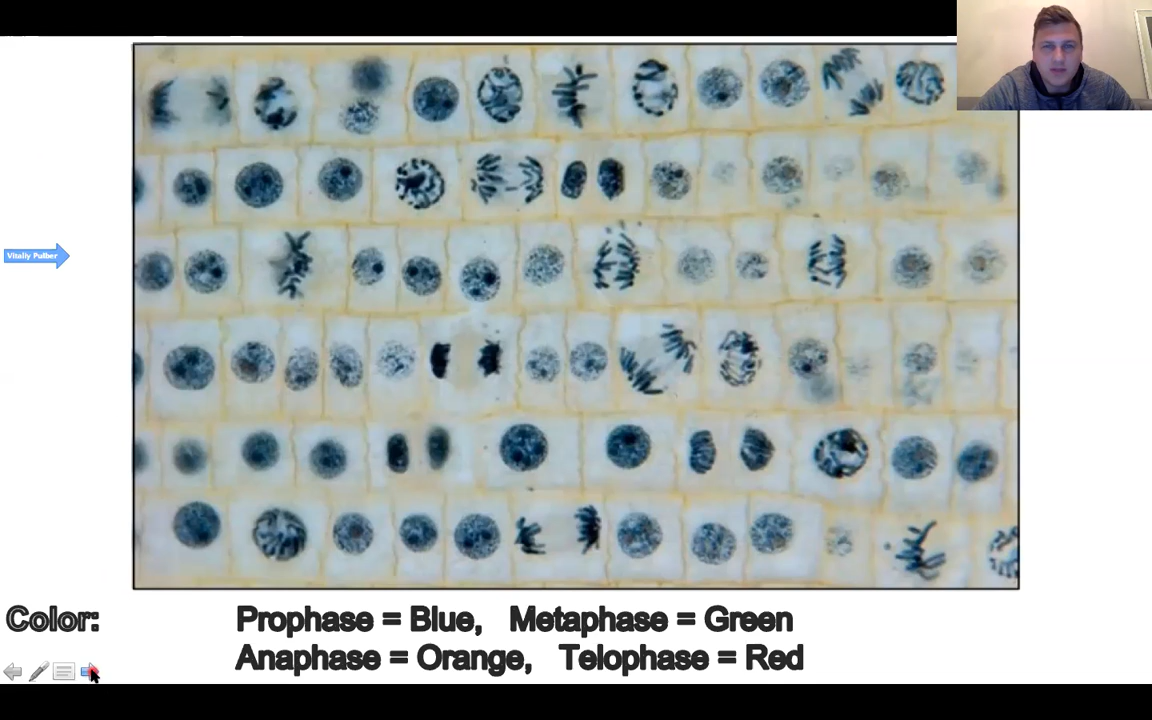 Vitaliy Pulber
Color: Prophase = Blue, Metaphase = Green
Anaphase = Orange, Telophase = Red